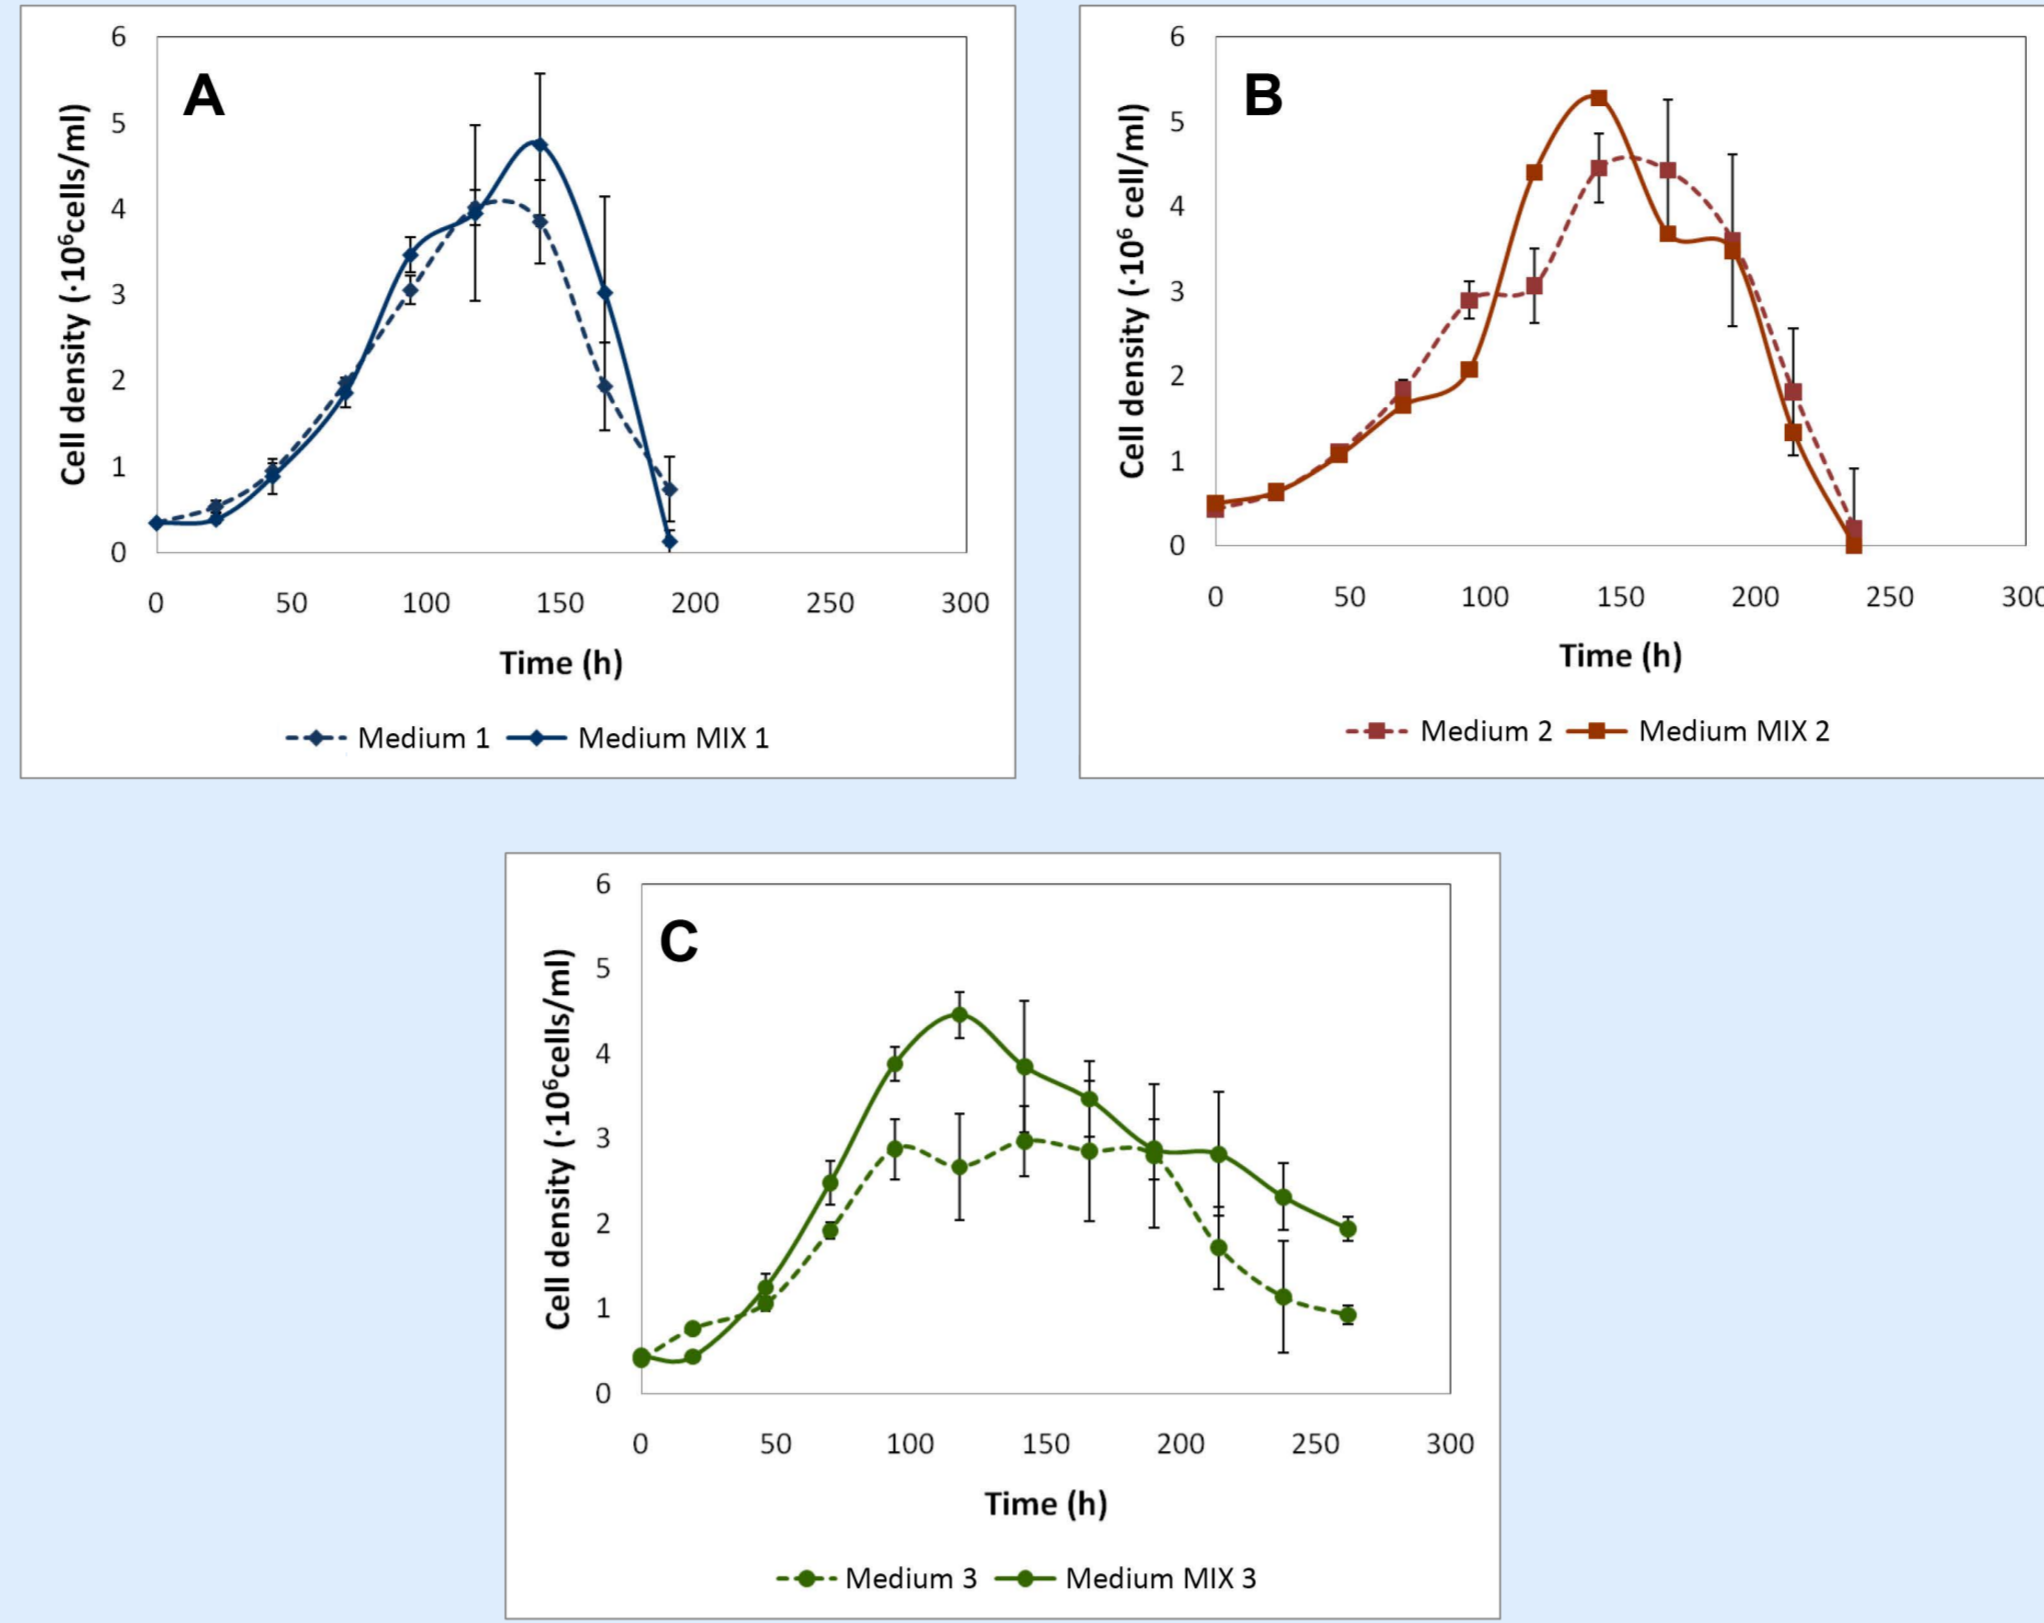 A
Cell density (·10⁶cells/ml)
6
5
4
3
2
1
0
0 50 100 150 200 250 300
Time (h)
Medium 1 Medium MIX 1
B
Cell density (·10⁶ cell/ml)
6
5
4
3
2
1
0
0 50 100 150 200 250 300
Time (h)
Medium 2 Medium MIX 2
C
Cell density (·10⁶cells/ml)
6
5
4
3
2
1
0
0 50 100 150 200 250 300
Time (h)
Medium 3 Medium MIX 3